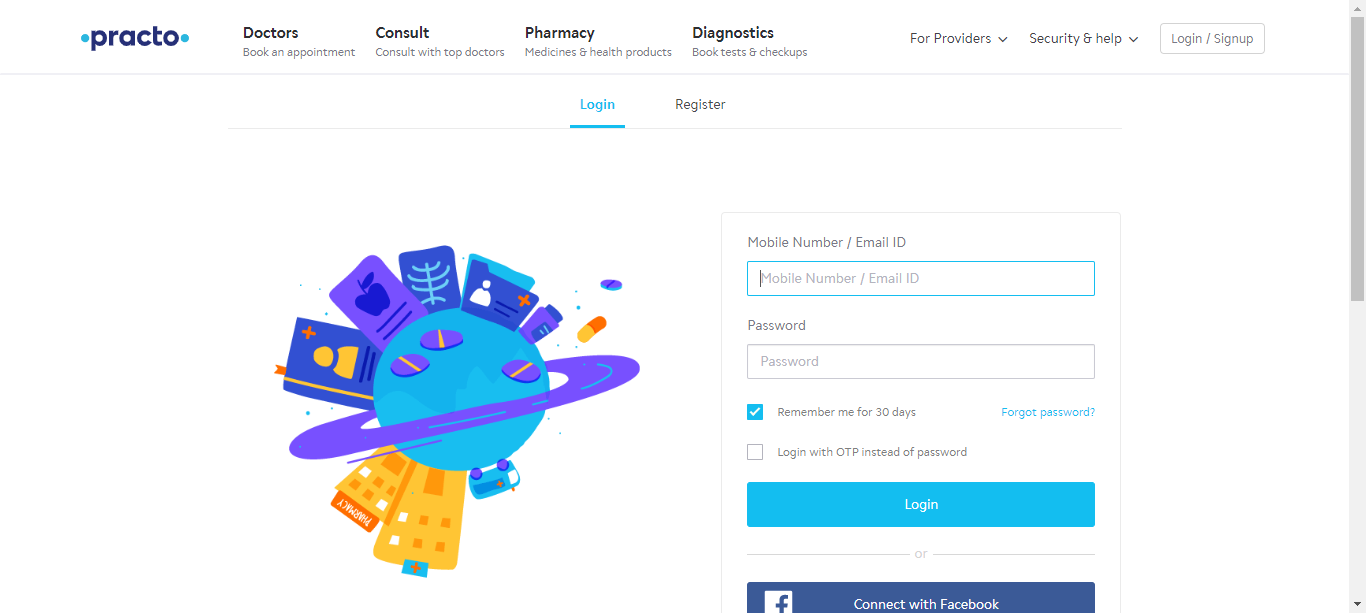 practo
Doctors
Book an appointment
Consult
Consult with top doctors
Pharmacy
Medicines & health products
Diagnostics
Book tests & checkups
For Providers
Security & help
Login / Signup
Login
Register
Mobile Number / Email ID
Mobile Number / Email ID
Password
Password
Remember me for 30 days
Forgot password?
Login with OTP instead of password
Login
or
Connect with Facebook
PHARMACY